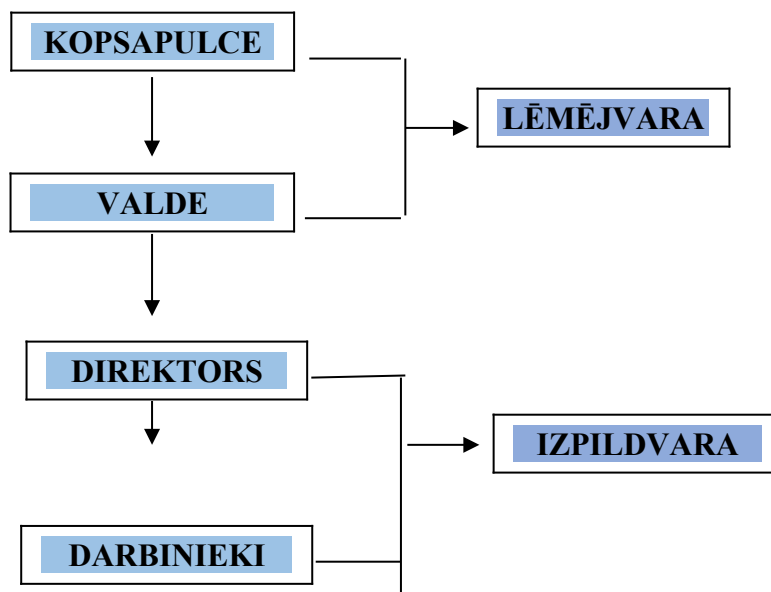 KOPSAPULCE
LĒMĒJVARA
VALDE
DIREKTORS
IZPILDVARA
DARBINIEKI